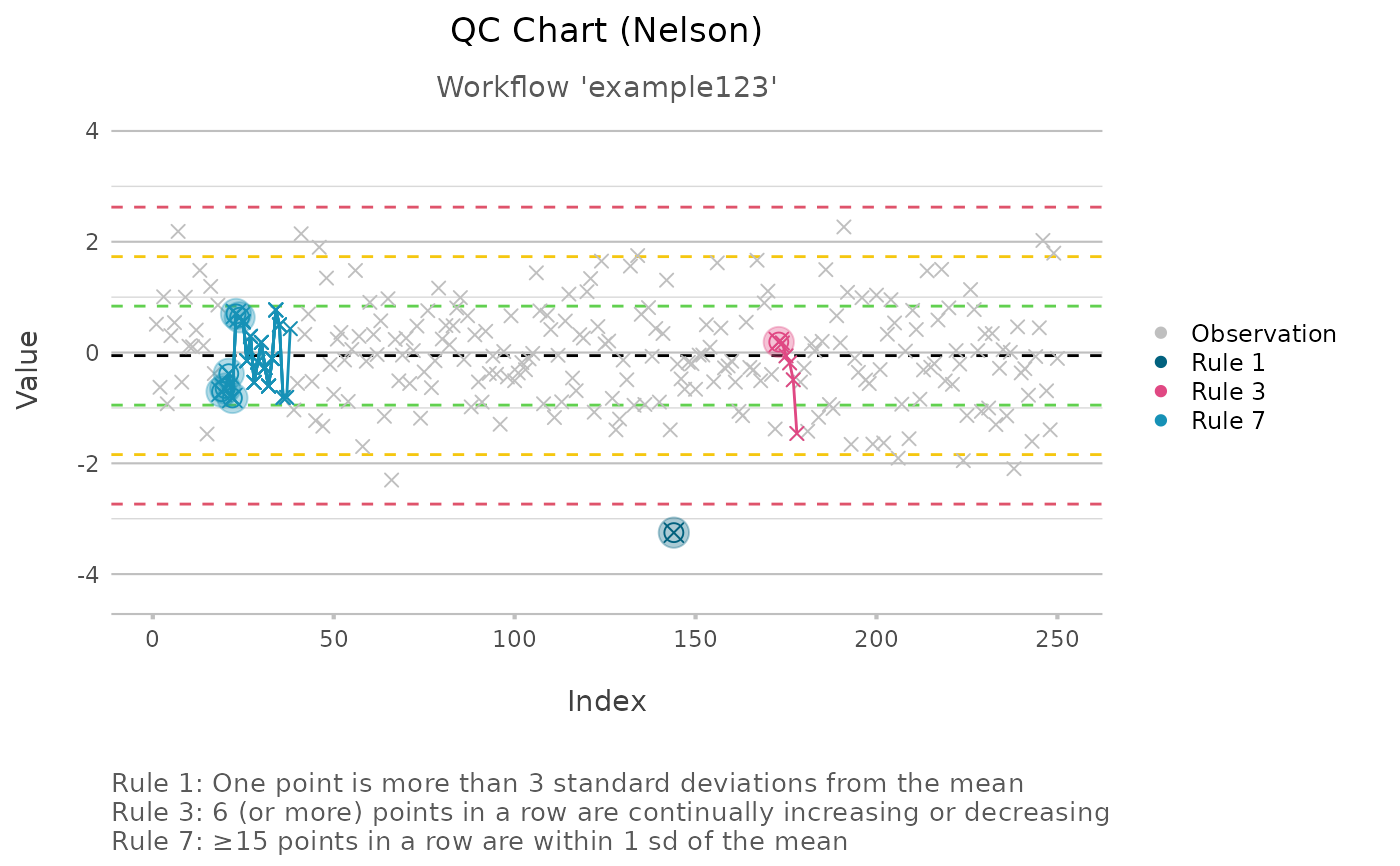 QC Chart (Nelson)
Workflow 'example123'
4
2
0
-2
-4
Value
0 50 100 150 200 250
Index
Observation
Rule 1
Rule 3
Rule 7
Rule 1: One point is more than 3 standard deviations from the mean
Rule 3: 6 (or more) points in a row are continually increasing or decreasing
Rule 7: ≥15 points in a row are within 1 sd of the mean